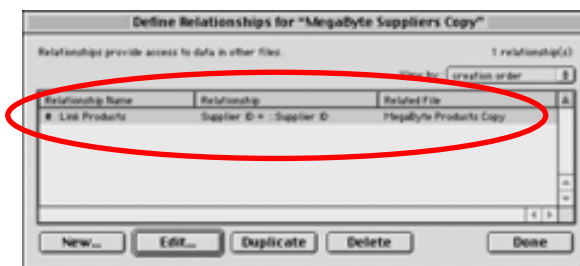 Define Relationships for "MegaByte Suppliers Copy"
Relationships provide access to data in other files. 1 relationship(s)
View by: creation order
Relationship Name Relationship Related File
Link Products Supplier ID = ::Supplier ID MegaByte Products Copy
New... Edit... Duplicate Delete Done